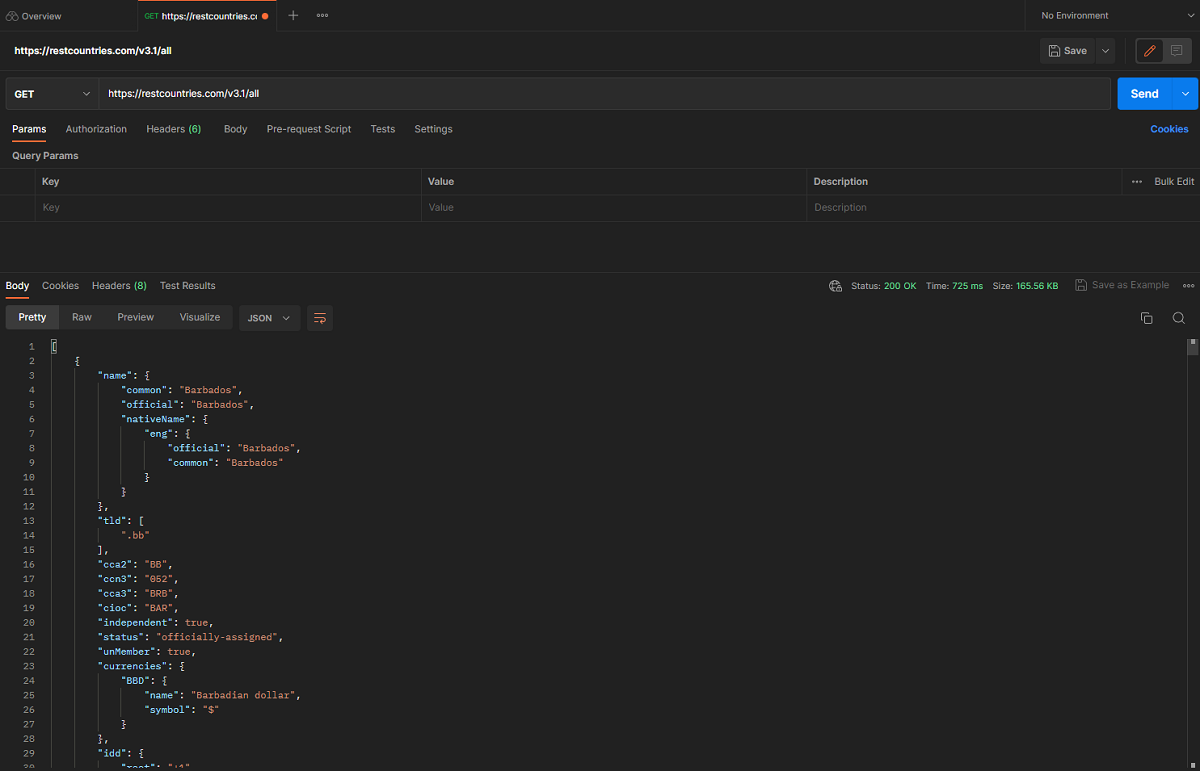 Overview
GET https://restcountries.cc
No Environment
https://restcountries.com/v3.1/all
Save
GET https://restcountries.com/v3.1/all
Send
Params Authorization Headers (6) Body Pre-request Script Tests Settings Cookies
Query Params
Key Value Description ••• Bulk Edit
Key Value Description
Body Cookies Headers (8) Test Results Status: 200 OK Time: 725 ms Size: 165.56 KB Save as Example
Pretty Raw Preview Visualize JSON
1 [
2 {
3 "name": {
4 "common": "Barbados",
5 "official": "Barbados",
6 "nativeName": {
7 "eng": {
8 "official": "Barbados",
9 "common": "Barbados"
10 }
11 }
12 },
13 "tld": [
14 ".bb"
15 ],
16 "cca2": "BB",
17 "ccn3": "052",
18 "cca3": "BRB",
19 "cioc": "BAR",
20 "independent": true,
21 "status": "officially-assigned",
22 "unMember": true,
23 "currencies": {
24 "BBD": {
25 "name": "Barbadian dollar",
26 "symbol": "$"
27 }
28 },
29 "idd": {
30 "root": "+1"